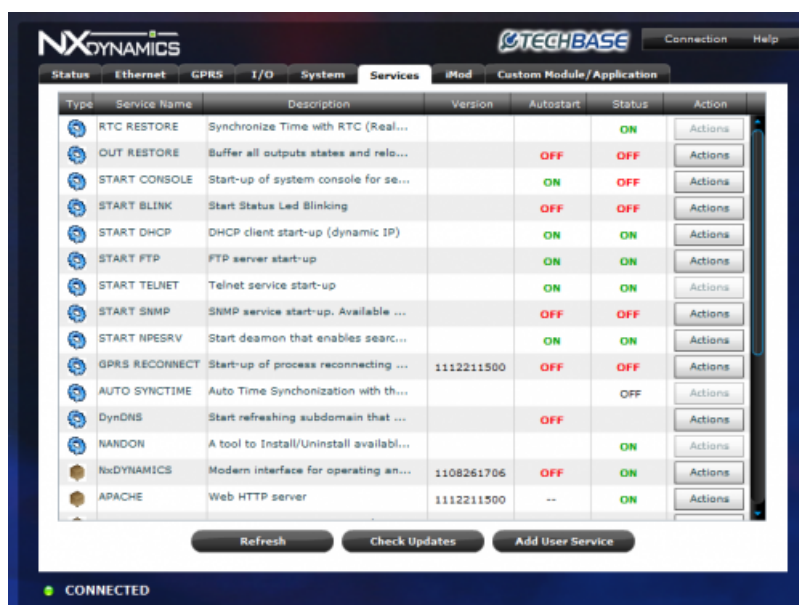 NXDYNAMICS
TECHBASE
Connection Help
Status Ethernet GPRS I/O System Services iMod Custom Module/Application
Type Service Name Description Version Autostart Status Action
RTC RESTORE Synchronize Time with RTC (Real... ON Actions
OUT RESTORE Buffer all outputs states and relo... OFF OFF Actions
START CONSOLE Start-up of system console for se... ON OFF Actions
START BLINK Start Status Led Blinking OFF OFF Actions
START DHCP DHCP client start-up (dynamic IP) ON ON Actions
START FTP FTP server start-up ON ON Actions
START TELNET Telnet service start-up ON ON Actions
START SNMP SNMP service start-up. Available ... OFF OFF Actions
START NPESRV Start deamon that enables searc... ON ON Actions
GPRS RECONNECT Start-up of process reconnecting ... 1112211500 OFF OFF Actions
AUTO SYNCTIME Auto Time Synchonization with th... OFF Actions
DynDNS Start refreshing subdomain that ... OFF Actions
NANDON A tool to Install/Uninstall availabl... ON Actions
NxDYNAMICS Modern interface for operating an... 1108261706 OFF ON Actions
APACHE Web HTTP server 1112211500 -- ON Actions
Refresh Check Updates Add User Service
CONNECTED